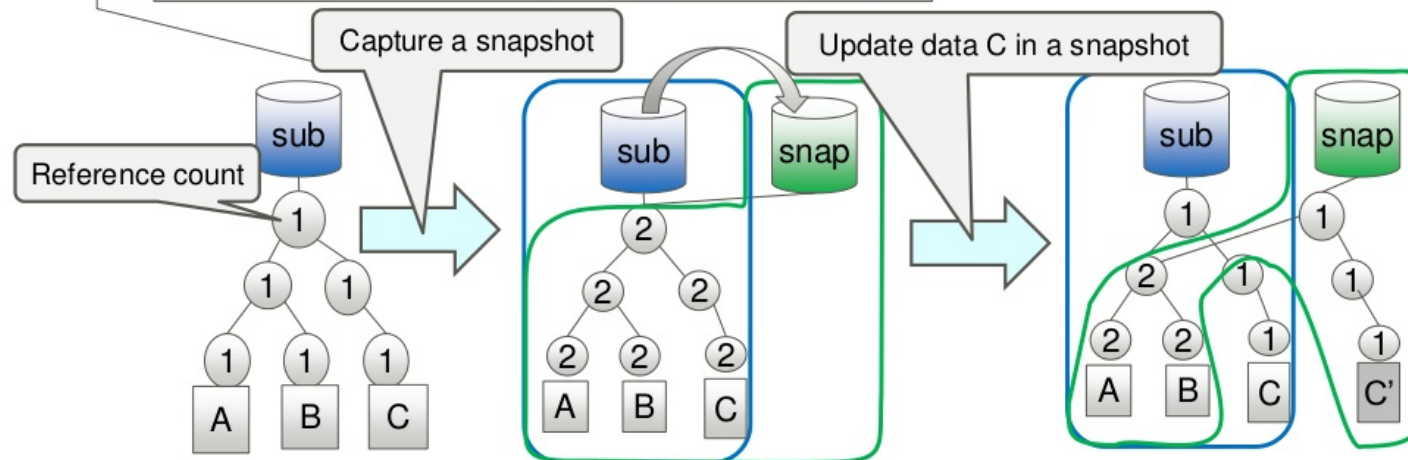 Capture a snapshot
Update data C in a snapshot
Reference count
sub
1
1 1
1 1 1
A B C
sub snap
2
2 2
2 2 2
A B C
sub snap
1 1
2 1 1
2 2 1 1
A B C C’